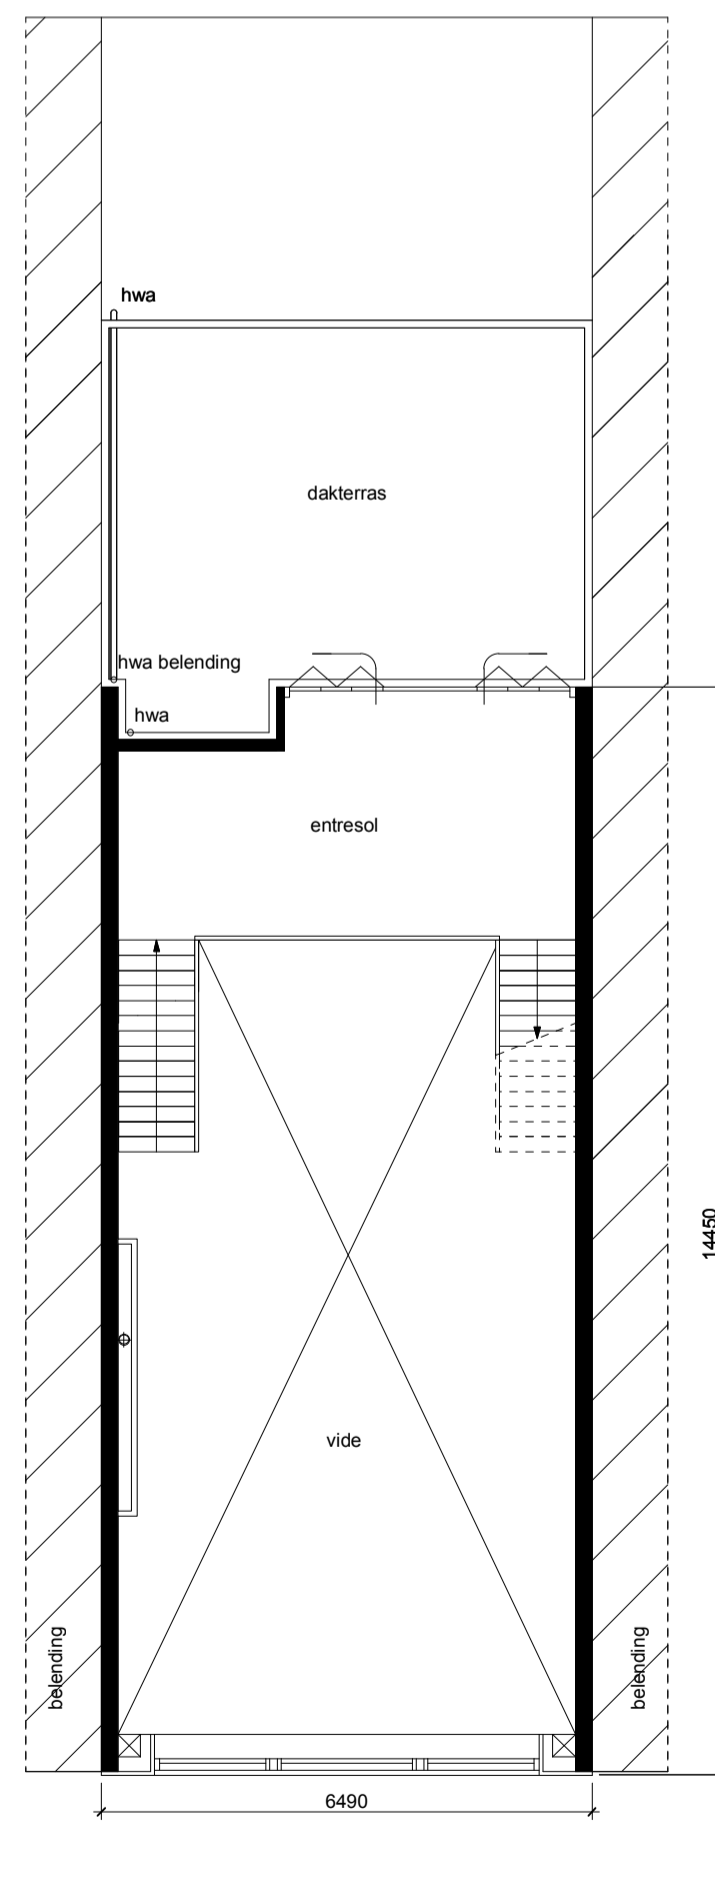 hwa
dakterras
hwa belending
hwa
entresol
14450
vide
belending
belending
6490